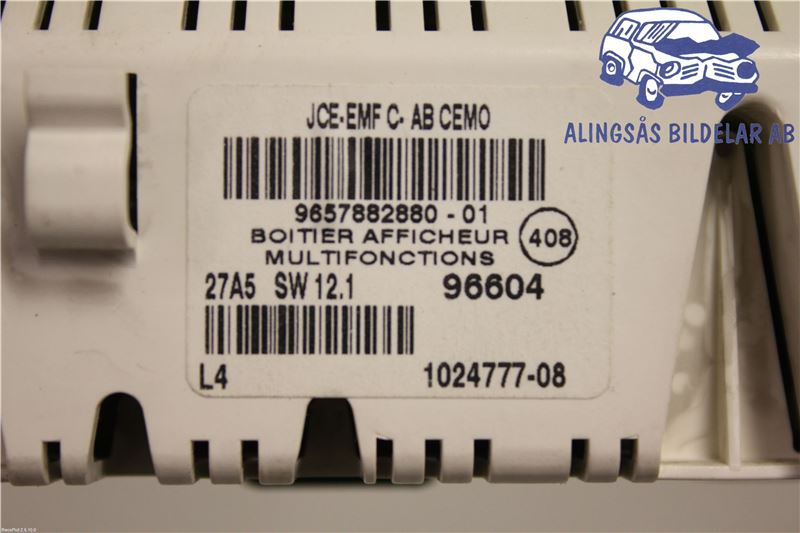 ALINGSÅS BILDELAR AB
JCE-EMF C- AB CEMO
9657882880 - 01
BOITIER AFFICHEUR
MULTIFONCTIONS
408
27A5 SW 12.1 96604
L4 1024777-08